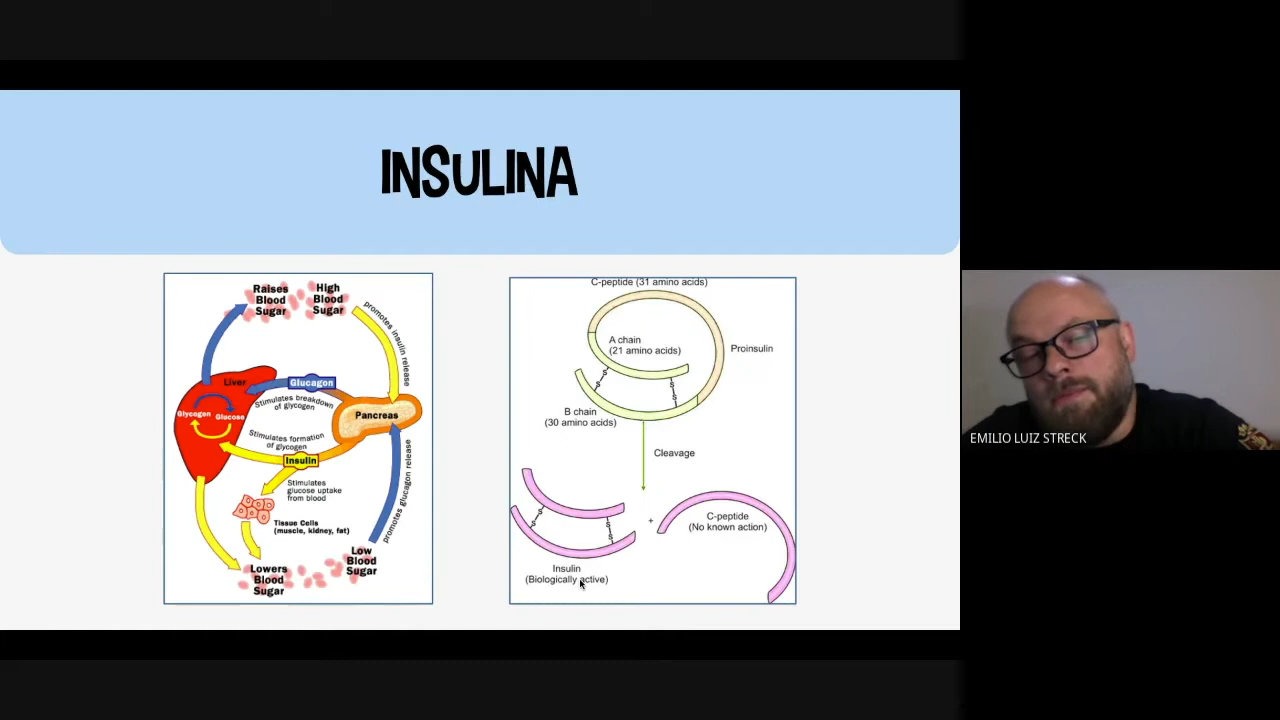 INSULINA
Raises
Blood
Sugar
High
Blood
Sugar
promotes insulin release
Liver
Glucagon
Stimulates breakdown
of glycogen
Glycogen
Glucose
Pancreas
Stimulates formation
of glycogen
Insulin
Stimulates
glucose uptake
from blood
Tissue Cells
(muscle, kidney, fat)
promotes glucagon release
Low
Blood
Sugar
Lowers
Blood
Sugar
C-peptide (31 amino acids)
A chain
(21 amino acids)
Proinsulin
S
S
S
S
B chain
(30 amino acids)
Cleavage
S
S
S
S
+
C-peptide
(No known action)
Insulin
(Biologically active)
EMILIO LUIZ STRECK